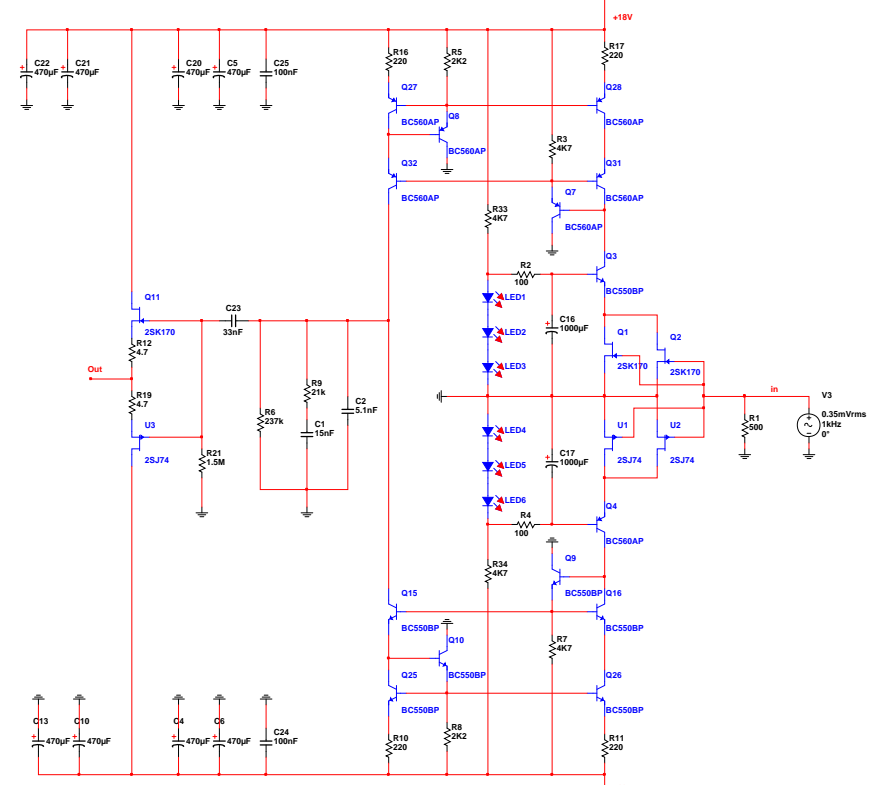 +18V
C22
470µF
C21
470µF
C20
470µF
C5
470µF
C25
100nF
R16
220
R5
2K2
R17
220
Q27
BC560AP
Q8
BC560AP
Q28
BC560AP
R3
4K7
Q32
BC560AP
Q31
BC560AP
Q7
BC560AP
R33
4K7
Q3
BC550BP
R2
100
LED1
LED2
LED3
C16
1000µF
Q1
2SK170
Q2
2SK170
Q11
2SK170
C23
33nF
R12
4.7
Out
R19
4.7
U3
2SJ74
R21
1.5M
R6
237k
R9
21k
C1
15nF
C2
5.1nF
in
V3
0.35mVrms
1kHz
0°
R1
500
LED4
LED5
LED6
C17
1000µF
U1
2SJ74
U2
2SJ74
R4
100
Q4
BC560AP
R34
4K7
Q9
BC550BP
Q15
BC550BP
Q16
BC550BP
Q10
BC550BP
R7
4K7
Q25
BC550BP
Q26
BC550BP
C13
470µF
C10
470µF
C4
470µF
C6
470µF
C24
100nF
R10
220
R8
2K2
R11
220